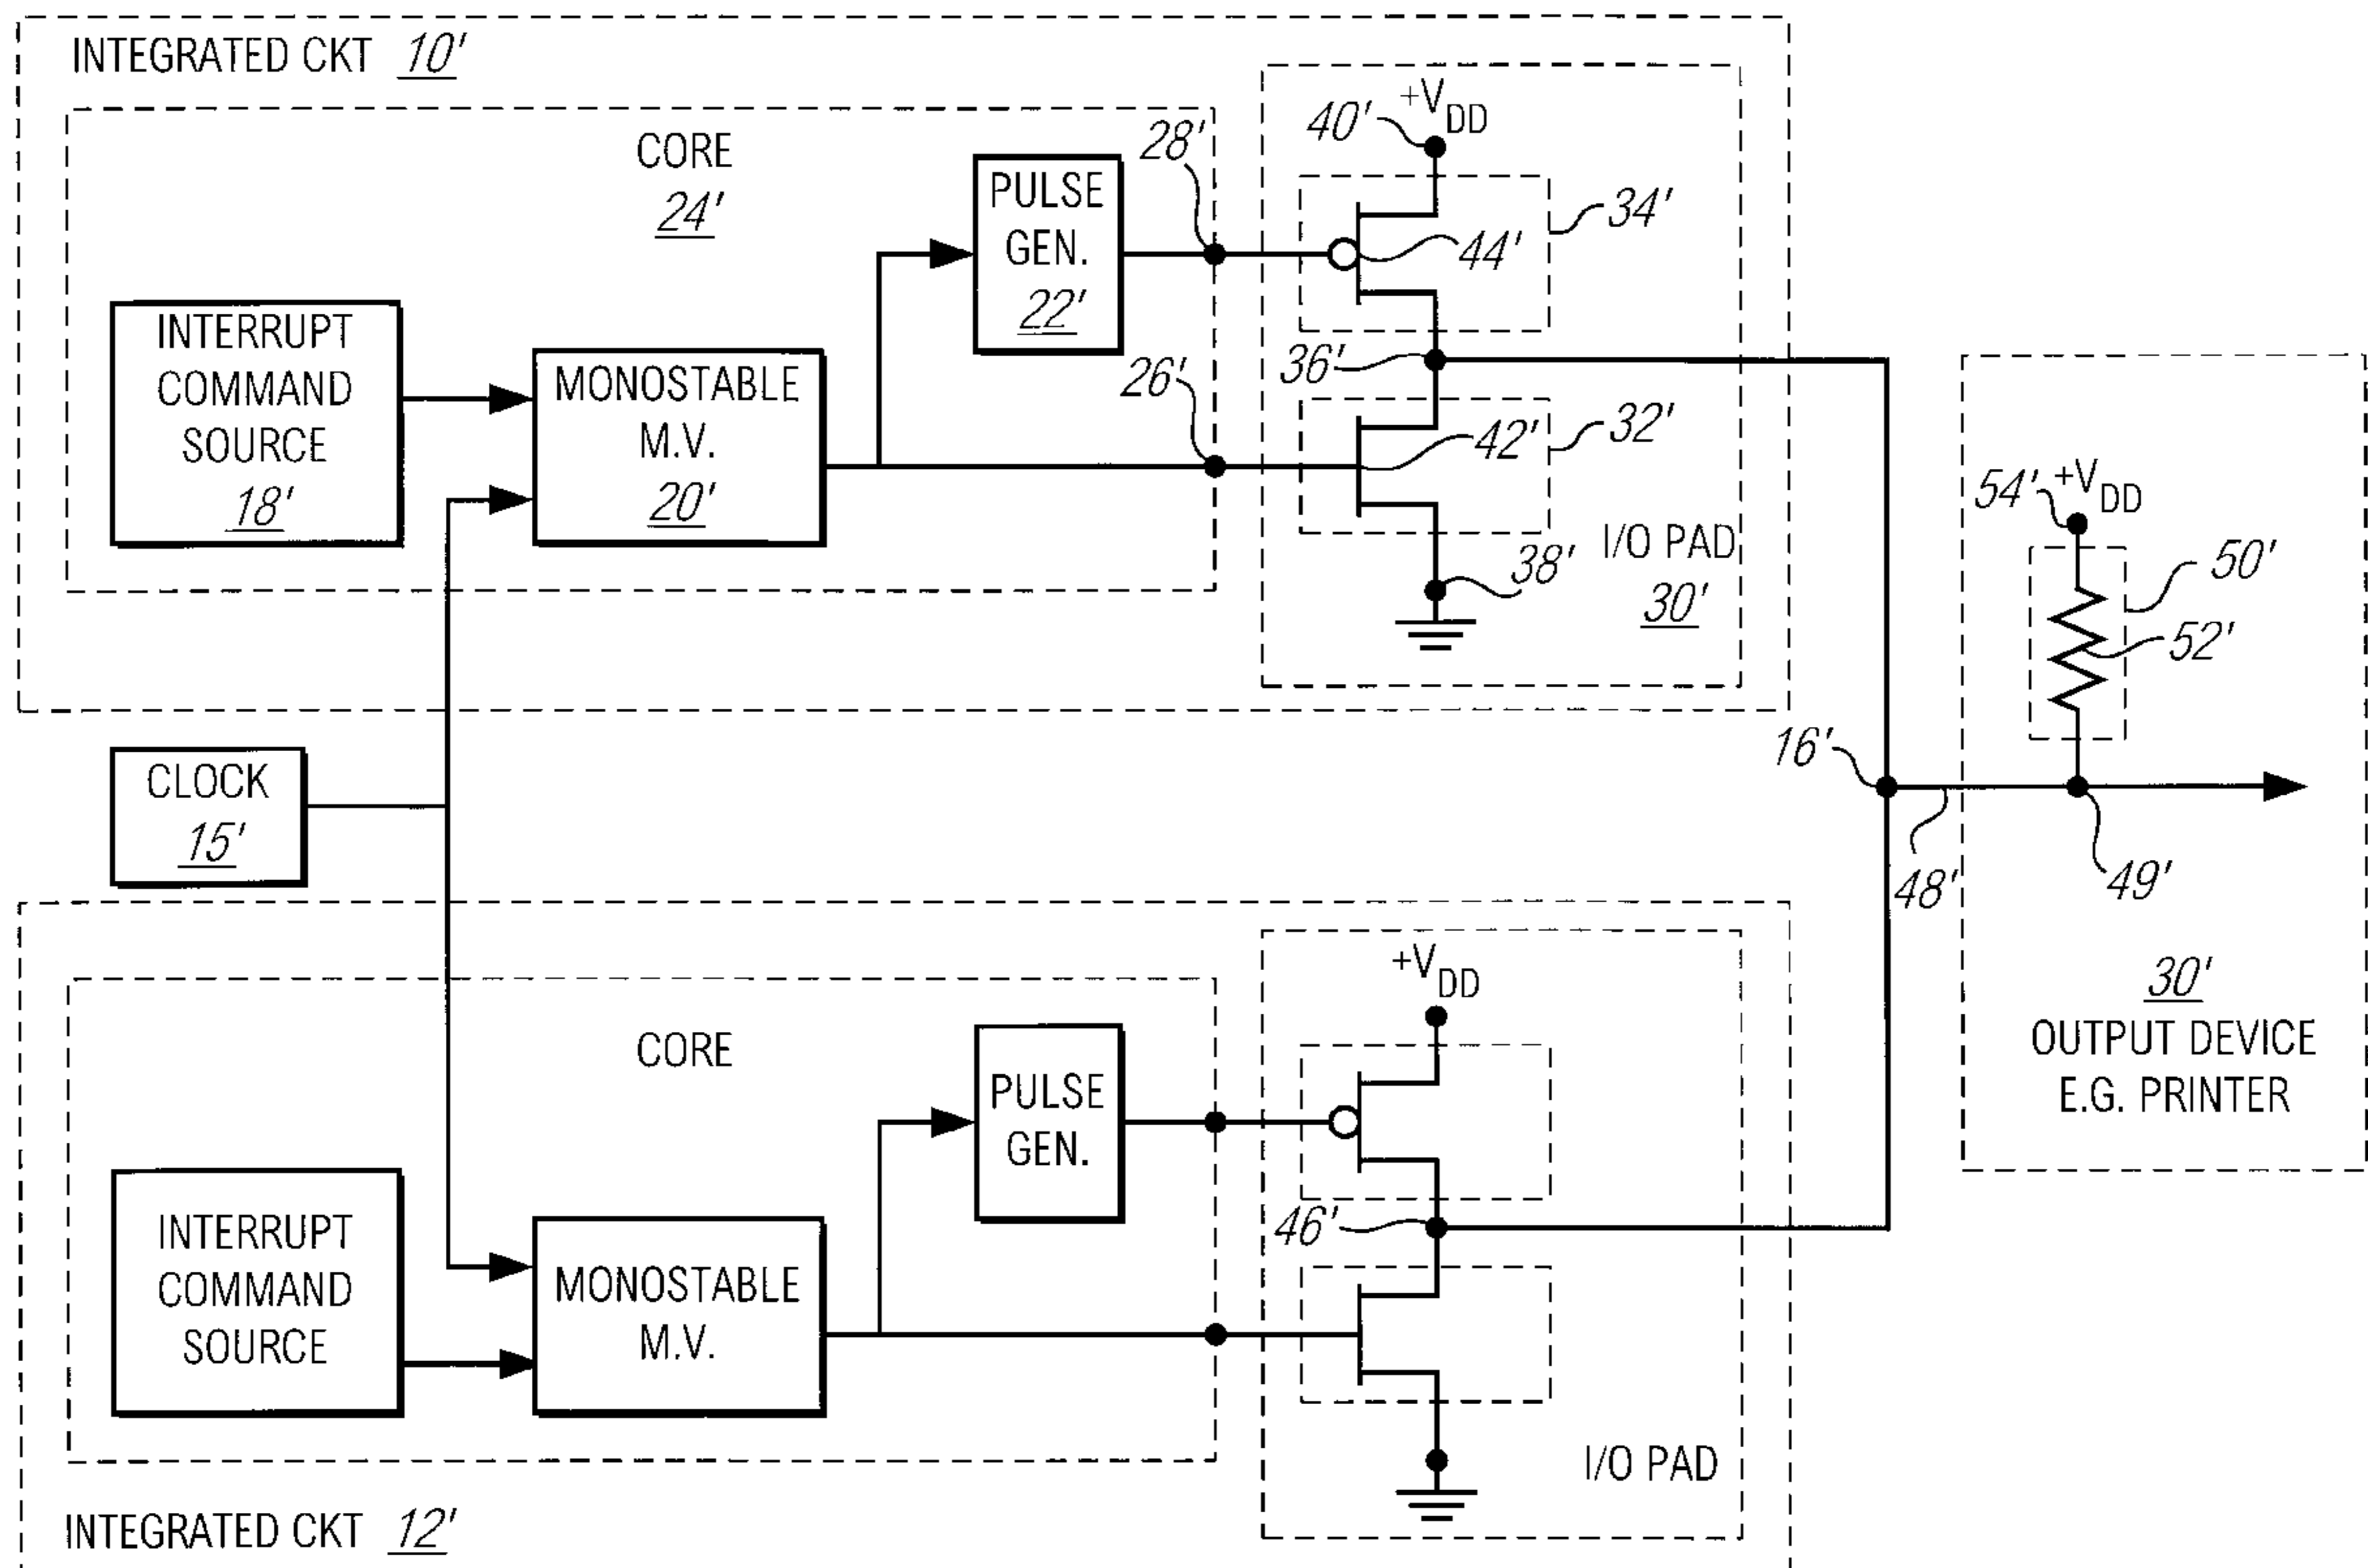 INTEGRATED CKT 10'
CORE
24'
INTERRUPT
COMMAND
SOURCE
18'
MONOSTABLE
M.V.
20'
PULSE
GEN.
22'
28'
26'
+VDD
40'
34'
44'
36'
32'
42'
38'
I/O PAD
30'
CLOCK
15'
16'
48'
54'
+VDD
50'
52'
49'
30'
OUTPUT DEVICE
E.G. PRINTER
CORE
INTERRUPT
COMMAND
SOURCE
MONOSTABLE
M.V.
PULSE
GEN.
+VDD
46'
I/O PAD
INTEGRATED CKT 12'